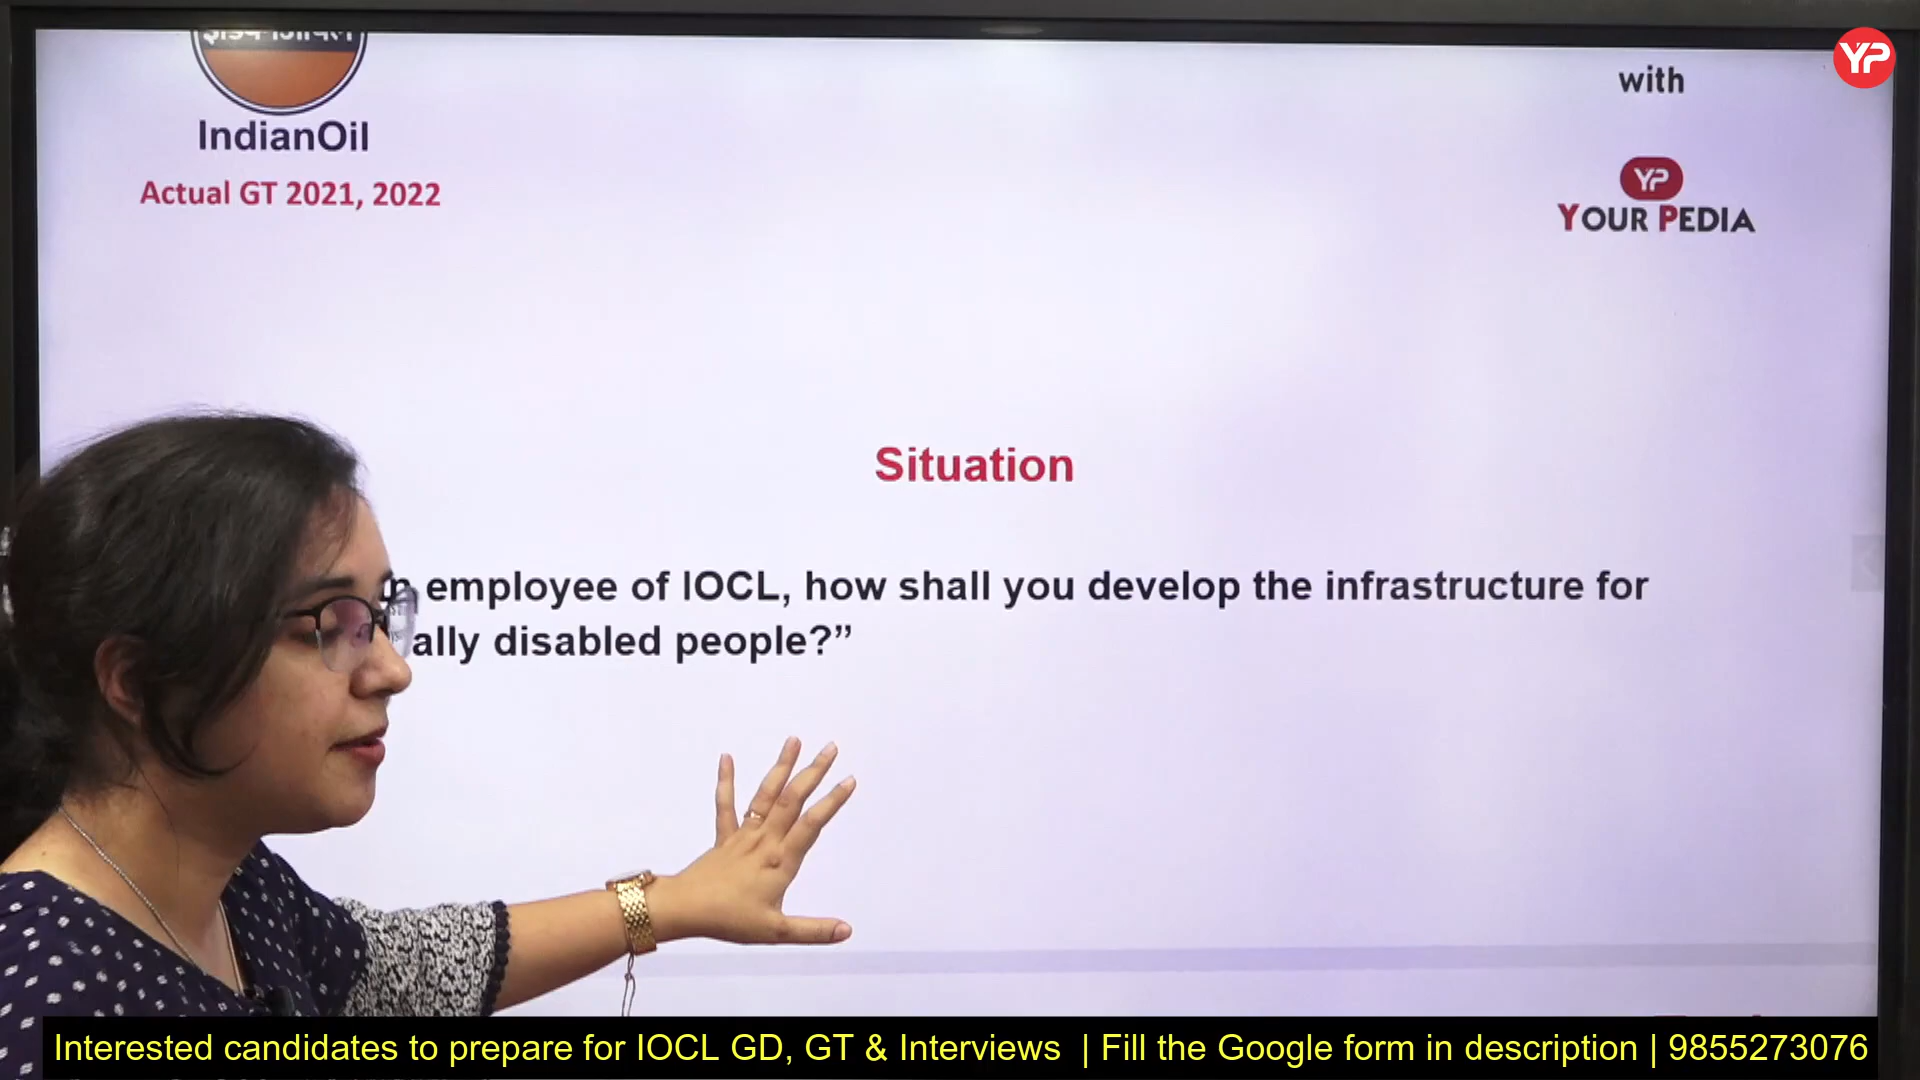 YP
with
IndianOil
Actual GT 2021, 2022
YP
YOUR PEDIA
Situation
employee of IOCL, how shall you develop the infrastructure for
ally disabled people?”
Interested candidates to prepare for IOCL GD, GT & Interviews | Fill the Google form in description | 9855273076